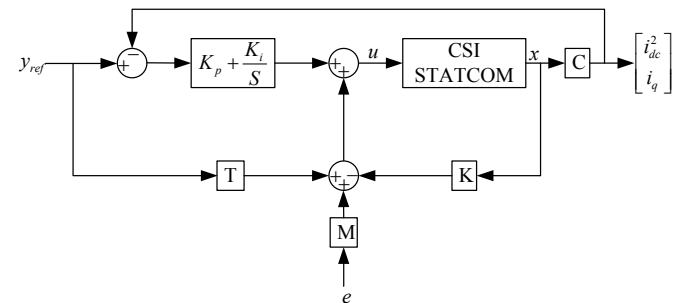 y_ref
−
+
K_p + K_i/S
+
+
u
CSI
STATCOM
x
C
[i_dc^2
i_q]
T
+
+
−
K
M
e